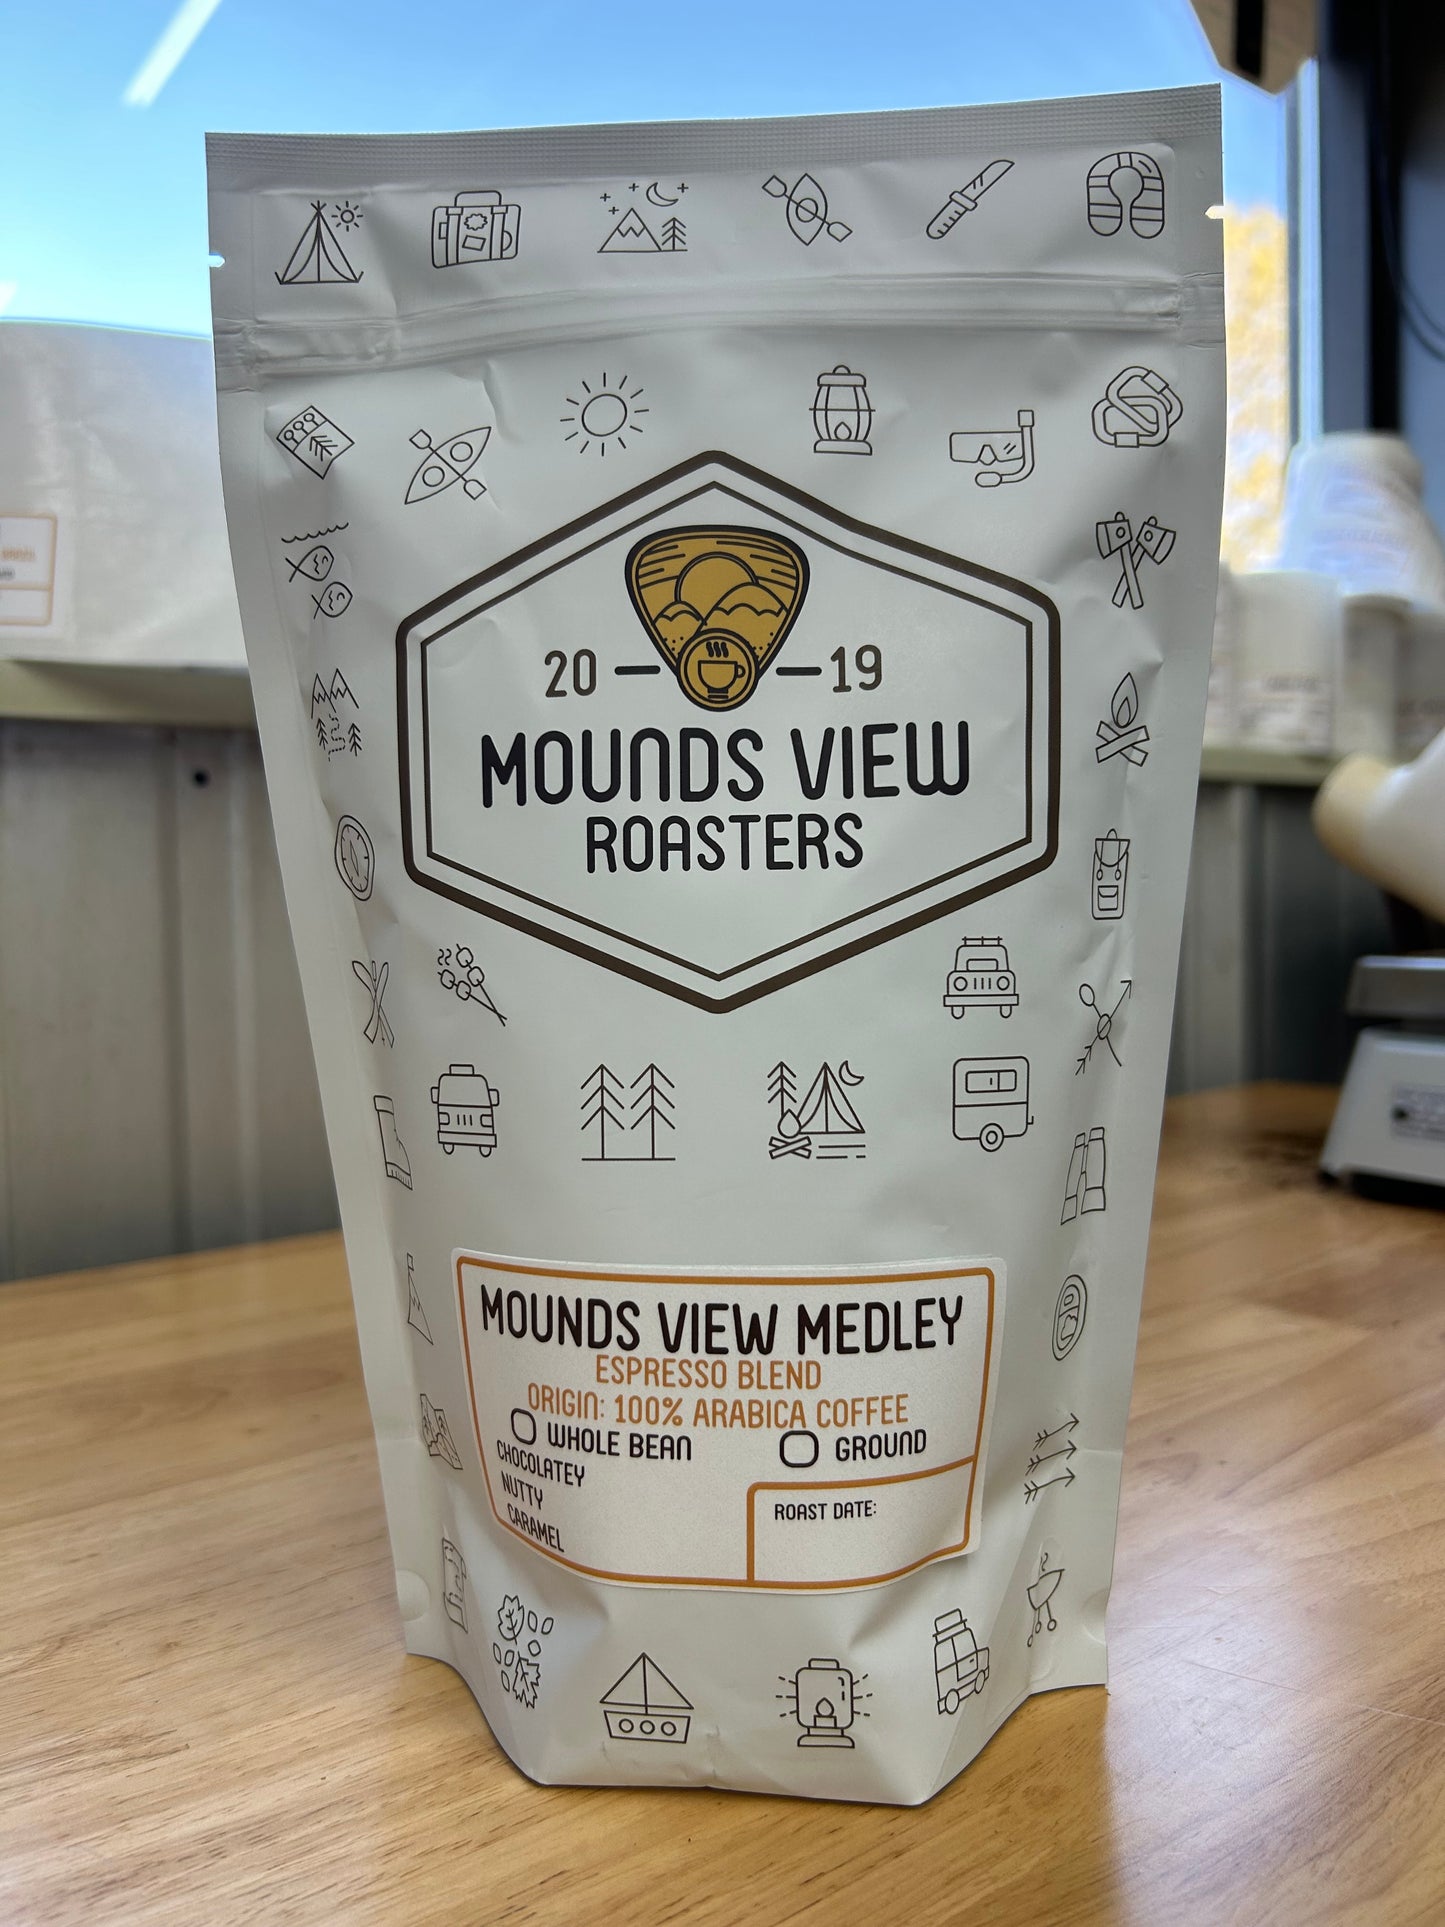 20 19
MOUNDS VIEW
ROASTERS
MOUNDS VIEW MEDLEY
ESPRESSO BLEND
ORIGIN: 100% ARABICA COFFEE
WHOLE BEAN GROUND
CHOCOLATEY
NUTTY
CARAMEL
ROAST DATE: